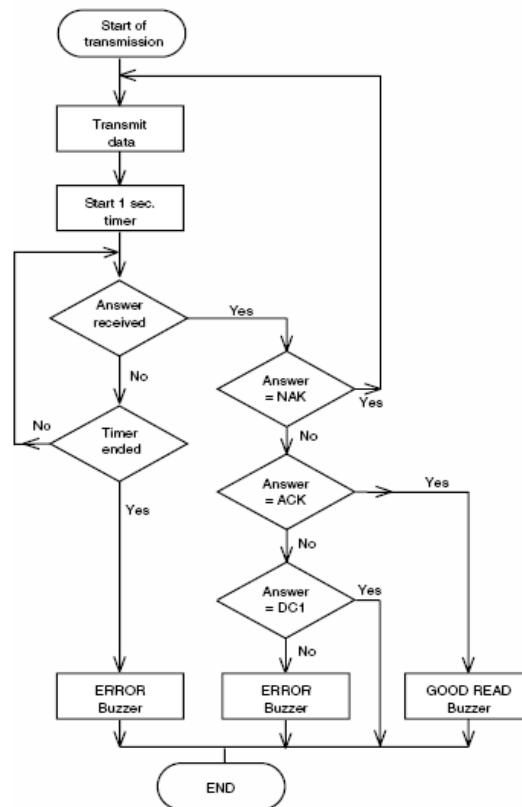 Start of
transmission
Transmit
data
Start 1 sec.
timer
Answer
received
Yes
No
Answer
= NAK
Yes
No
No
Timer
ended
Answer
= ACK
Yes
Yes
No
Answer
= DC1
Yes
No
ERROR
Buzzer
ERROR
Buzzer
GOOD READ
Buzzer
END